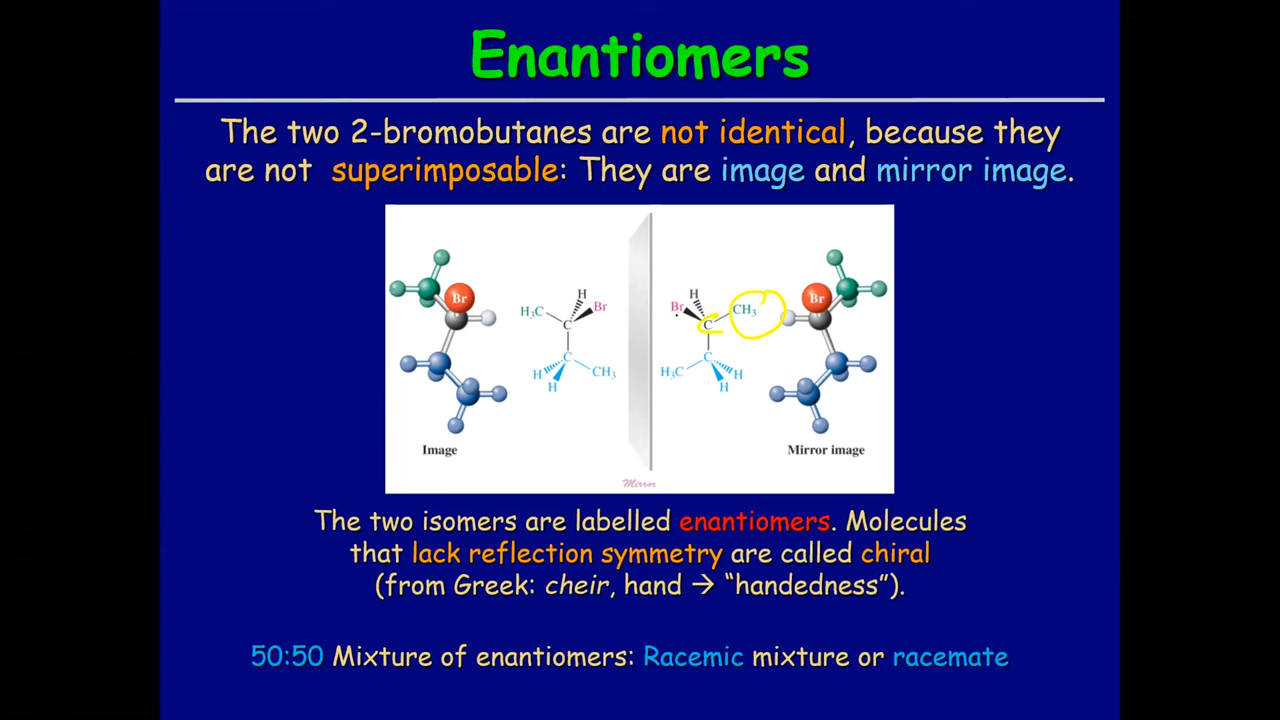 Enantiomers
The two 2-bromobutanes are not identical, because they
are not superimposable: They are image and mirror image.
Br
H
H₃C
Br
C
C
H
H
CH₃
Image
H
Br
CH₃
C
C
H₃C
H
H
Br
Mirror image
Mirror
The two isomers are labelled enantiomers. Molecules
that lack reflection symmetry are called chiral
(from Greek: cheir, hand → “handedness”).
50:50 Mixture of enantiomers: Racemic mixture or racemate